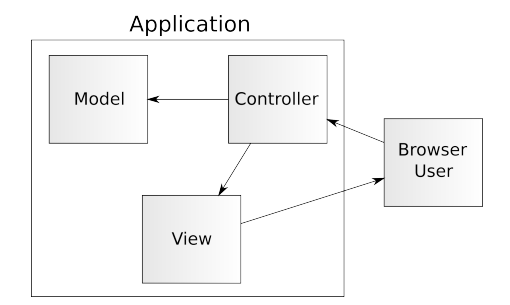 Application
Model
Controller
Browser
User
View